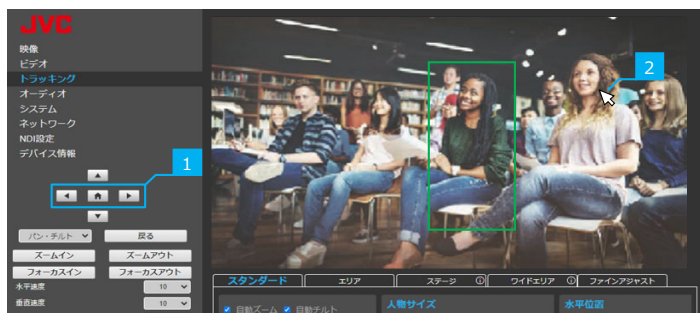 JVC
映像
ビデオ
トラッキング
オーディオ
システム
ネットワーク
NDI設定
デバイス情報
1
2
パン・チルト 戻る
ズームイン ズームアウト
フォーカスイン フォーカスアウト
水平速度 10
垂直速度 10
スタンダード エリア ステージ ワイドエリア ファインアジャスト
自動ズーム 自動チルト 人物サイズ 水平位置